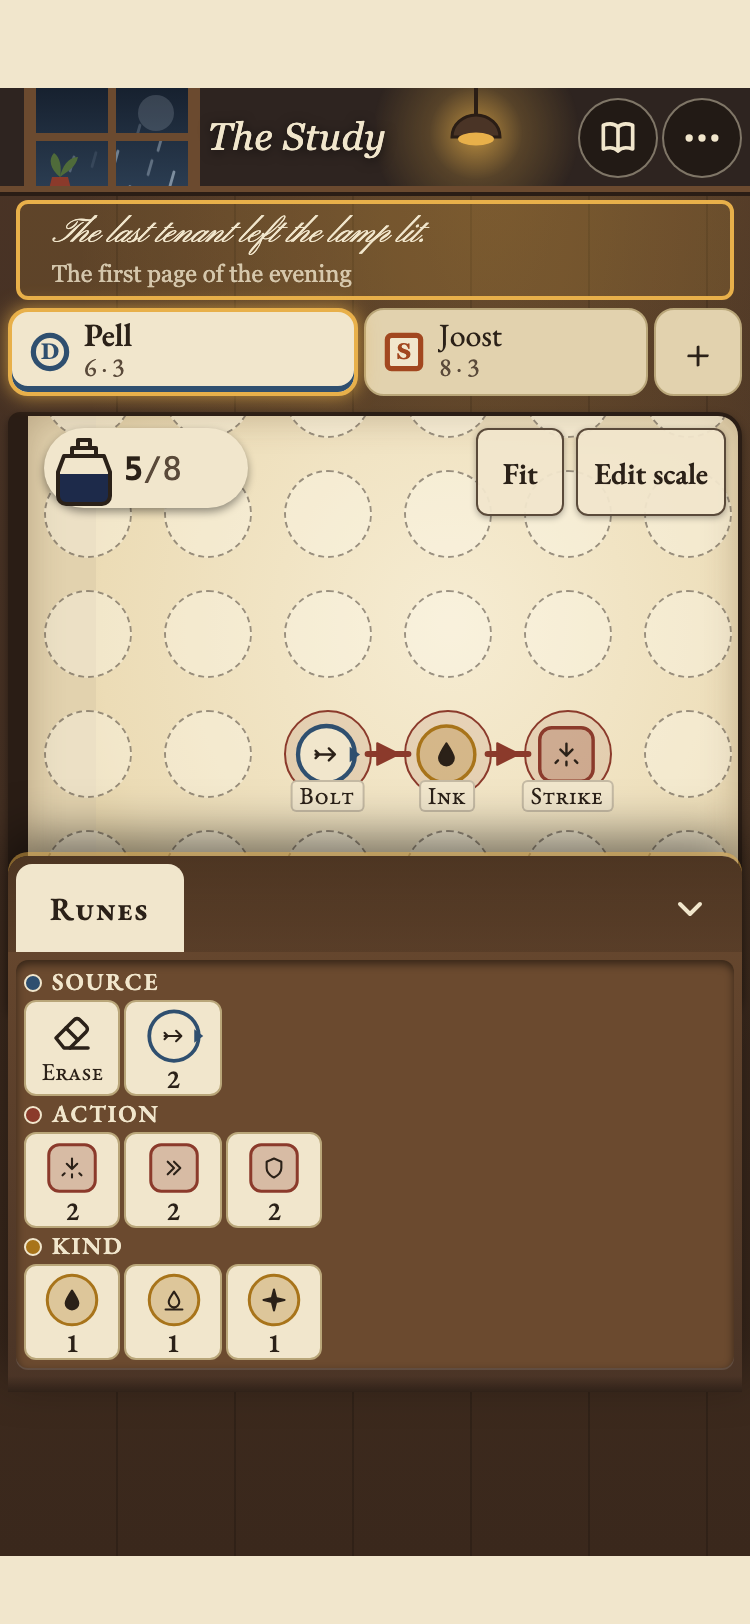 The Study
The last tenant left the lamp lit.
The first page of the evening
D Pell
6 · 3
S Joost
8 · 3
+
5/8
Fit
Edit scale
Bolt
Ink
Strike
Runes
SOURCE
Erase
2
ACTION
2
2
2
KIND
1
1
1